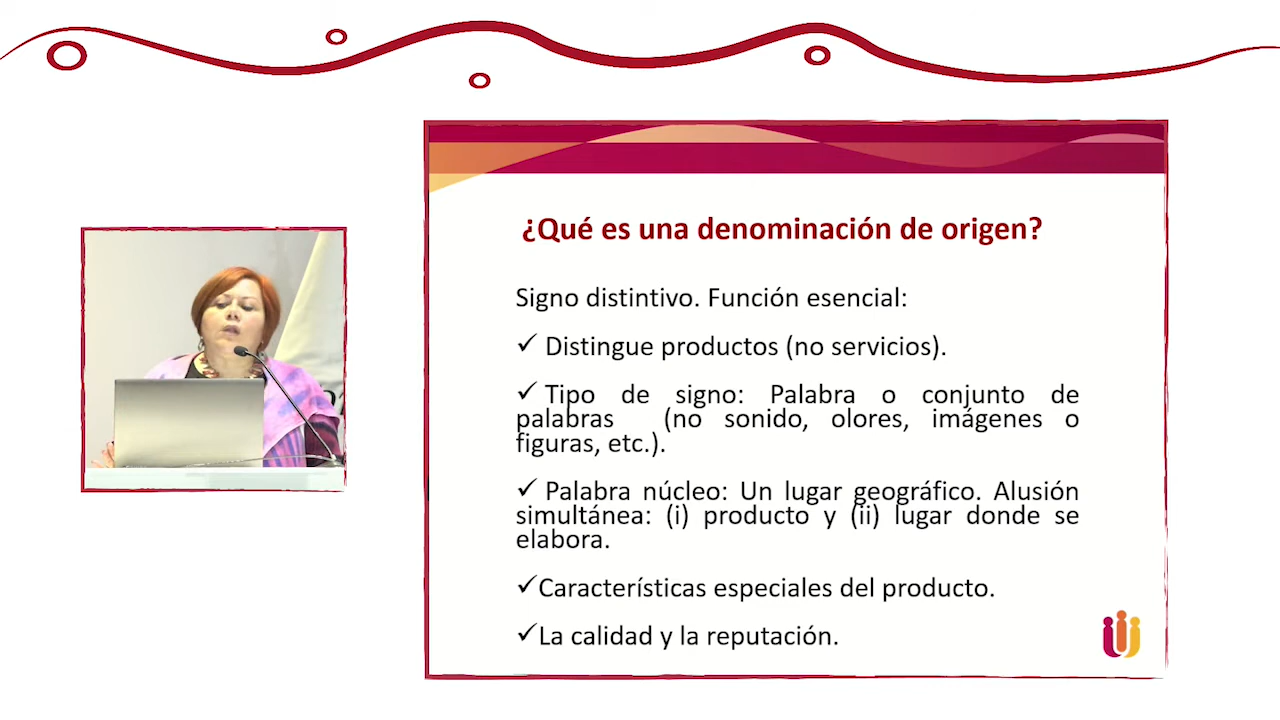 ¿Qué es una denominación de origen?
Signo distintivo. Función esencial:
✓ Distingue productos (no servicios).
✓ Tipo de signo: Palabra o conjunto de
palabras (no sonido, olores, imágenes o
figuras, etc.).
✓ Palabra núcleo: Un lugar geográfico. Alusión
simultánea: (i) producto y (ii) lugar donde se
elabora.
✓Características especiales del producto.
✓La calidad y la reputación.